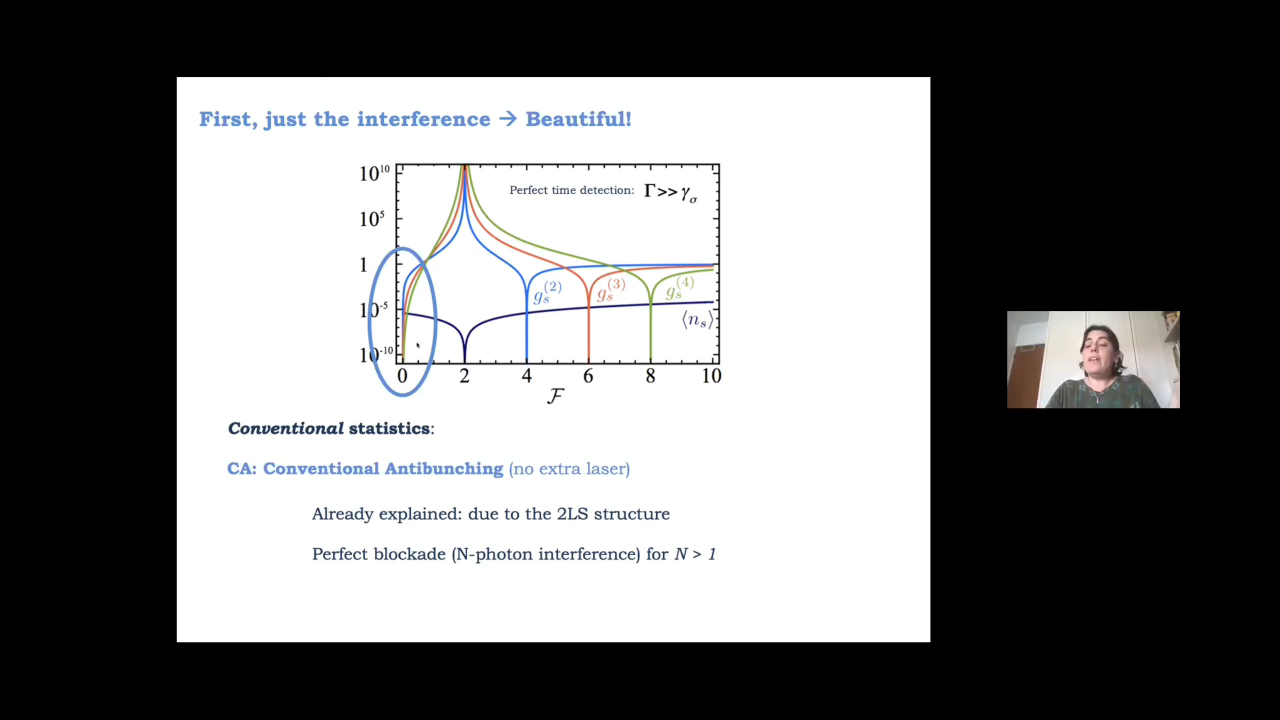 First, just the interference → Beautiful!
10^10
Perfect time detection: Γ>>γ_σ
10^5
1
g_s^(2) g_s^(3) g_s^(4)
10^-5
⟨n_s⟩
10^-10
0 2 4 6 8 10
ℱ
Conventional statistics:
CA: Conventional Antibunching (no extra laser)
Already explained: due to the 2LS structure
Perfect blockade (N-photon interference) for N > 1